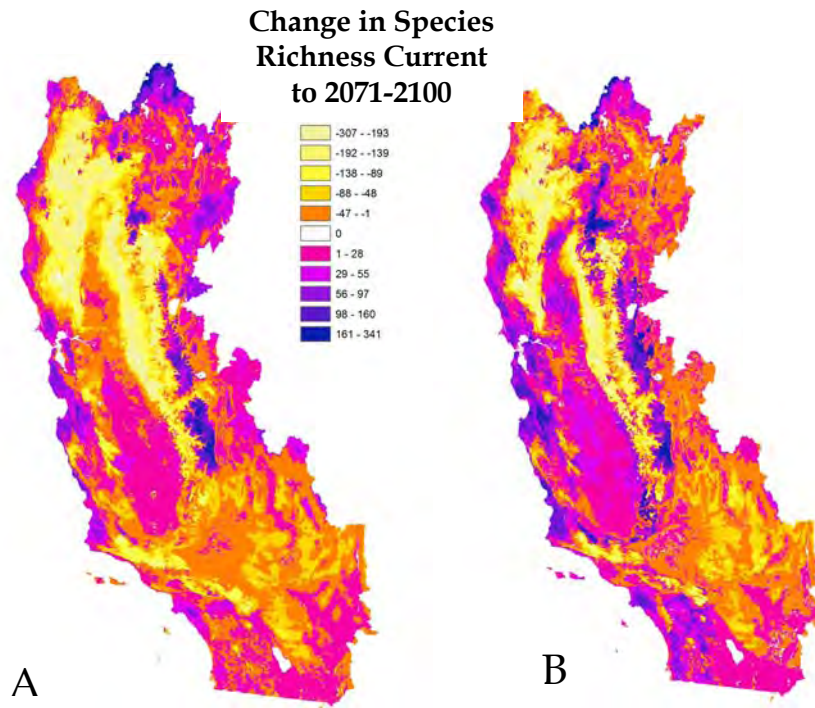 Change in Species
Richness Current
to 2071-2100
-307 - -193
-192 - -139
-138 - -89
-88 - -48
-47 - -1
0
1 - 28
29 - 55
56 - 97
98 - 160
161 - 341
A
B